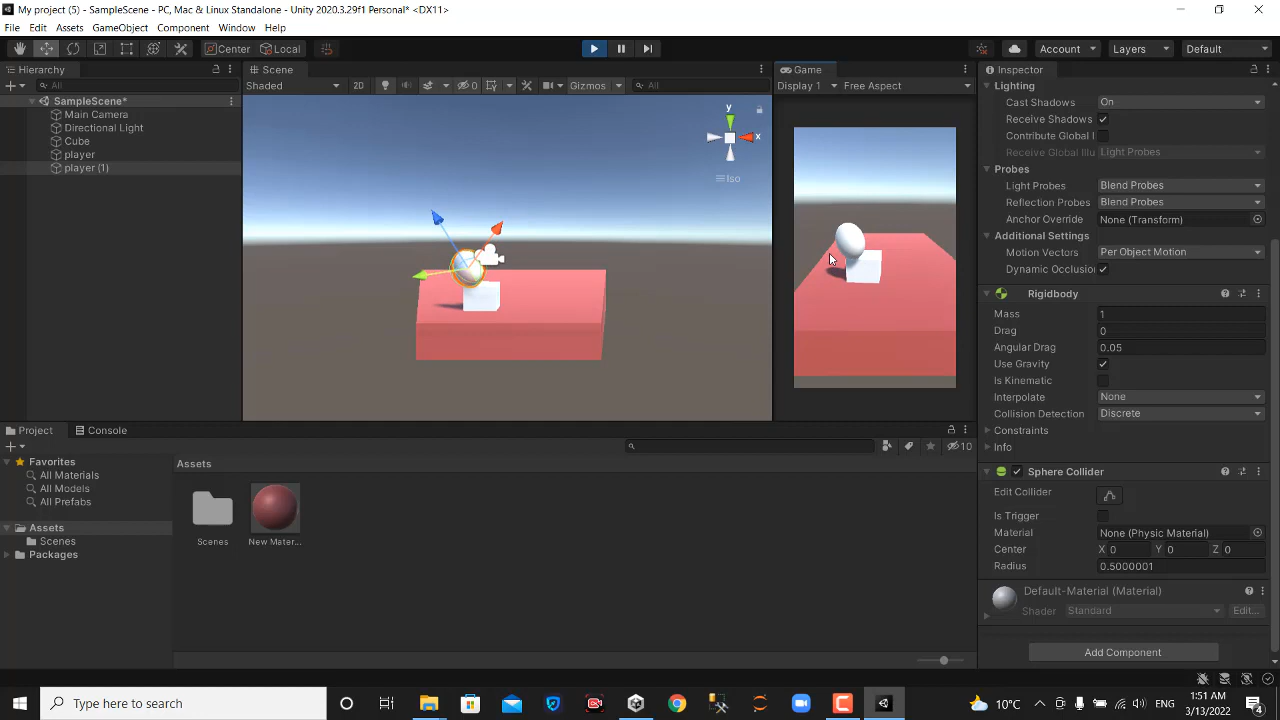 My project (5) - SampleScene - PC, Mac & Linux Standalone - Unity 2020.3.29f1 Personal* <DX11>
File Edit Assets GameObject Component Window Help
Center Local Account Layers Default
Hierarchy
All
SampleScene*
Main Camera
Directional Light
Cube
player
player (1)
Scene
Shaded 2D 0 Gizmos All
y
x
Iso
Game
Display 1 Free Aspect
Inspector
Lighting
Cast Shadows On
Receive Shadows
Contribute Global I
Receive Global Illu Light Probes
Probes
Light Probes Blend Probes
Reflection Probes Blend Probes
Anchor Override None (Transform)
Additional Settings
Motion Vectors Per Object Motion
Dynamic Occlusion
Rigidbody
Mass 1
Drag 0
Angular Drag 0.05
Use Gravity
Is Kinematic
Interpolate None
Collision Detection Discrete
Constraints
Info
Sphere Collider
Edit Collider
Is Trigger
Material None (Physic Material)
Center X 0 Y 0 Z 0
Radius 0.5000001
Default-Material (Material)
Shader Standard Edit...
Add Component
Project Console
10
Favorites
All Materials
All Models
All Prefabs
Assets
Scenes
Packages
Assets
Scenes
New Mater...
Type here to search
10°C
1:51 AM
3/13/2022
4